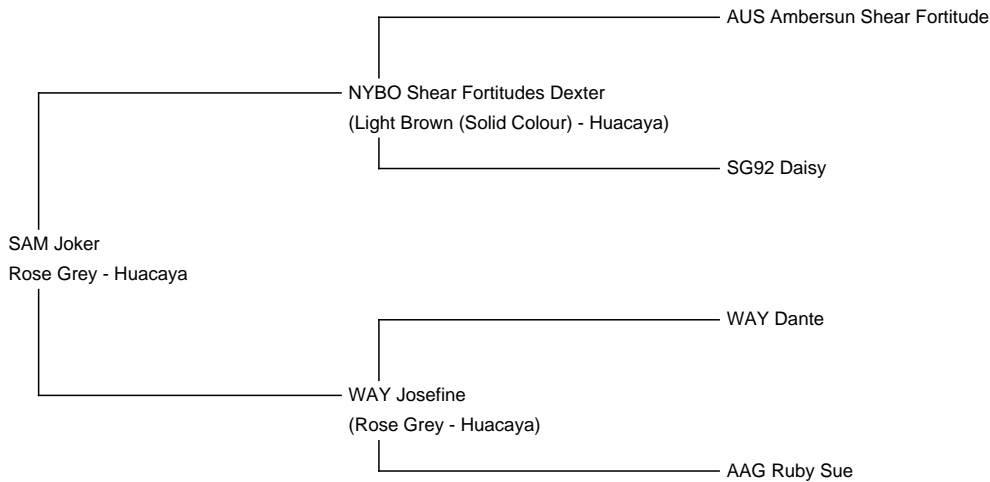 AUS Ambersun Shear Fortitude
NYBO Shear Fortitudes Dexter
(Light Brown (Solid Colour) - Huacaya)
SG92 Daisy
SAM Joker
Rose Grey - Huacaya
WAY Dante
WAY Josefine
(Rose Grey - Huacaya)
AAG Ruby Sue